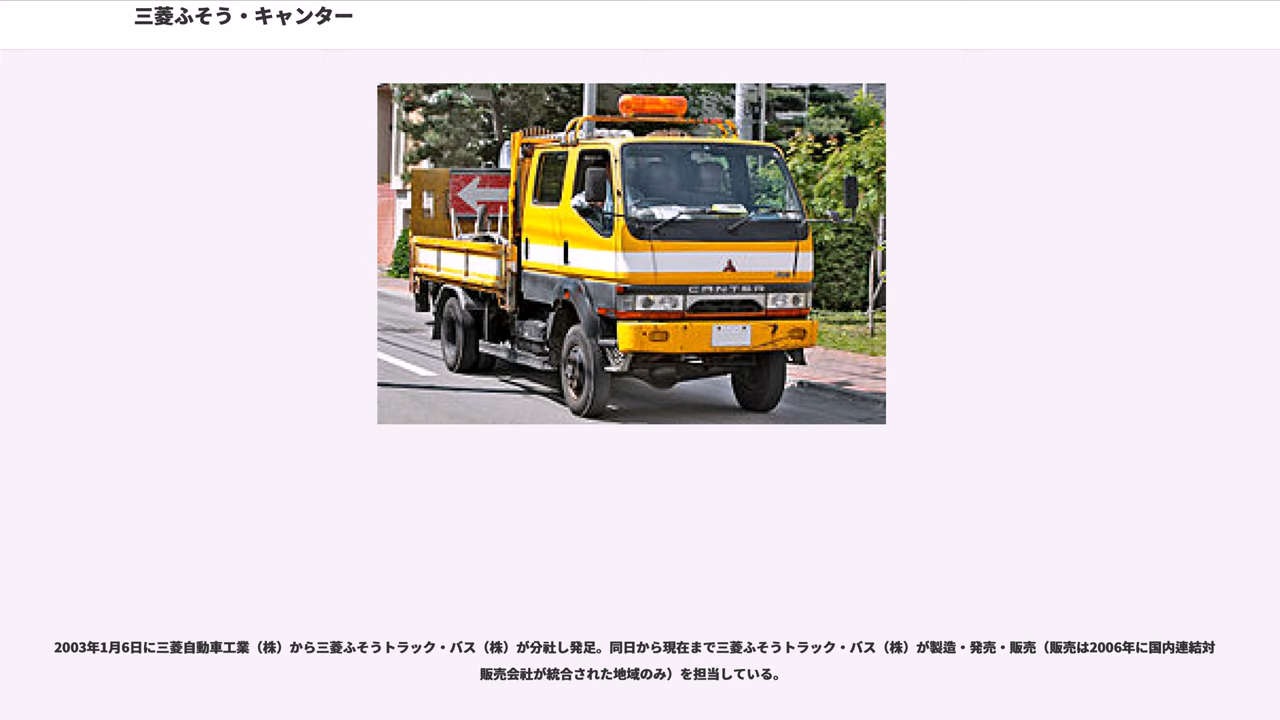 三菱ふそう・キャンター
CANTER
2003年1月6日に三菱自動車工業（株）から三菱ふそうトラック・バス（株）が分社し発足。同日から現在まで三菱ふそうトラック・バス（株）が製造・発売・販売（販売は2006年に国内連結対
販売会社が統合された地域のみ）を担当している。